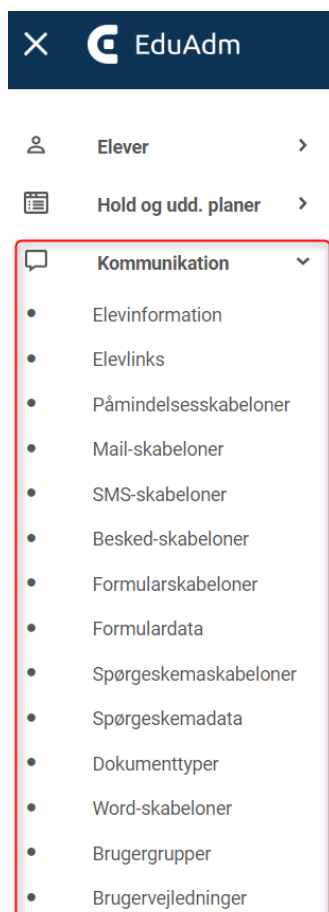 EduAdm
Elever
Hold og udd. planer
Kommunikation
Elevinformation
Elevlinks
Påmindelsesskabeloner
Mail-skabeloner
SMS-skabeloner
Besked-skabeloner
Formularskabeloner
Formulardata
Spørgeskemaskabeloner
Spørgeskemadata
Dokumenttyper
Word-skabeloner
Brugergrupper
Brugervejledninger